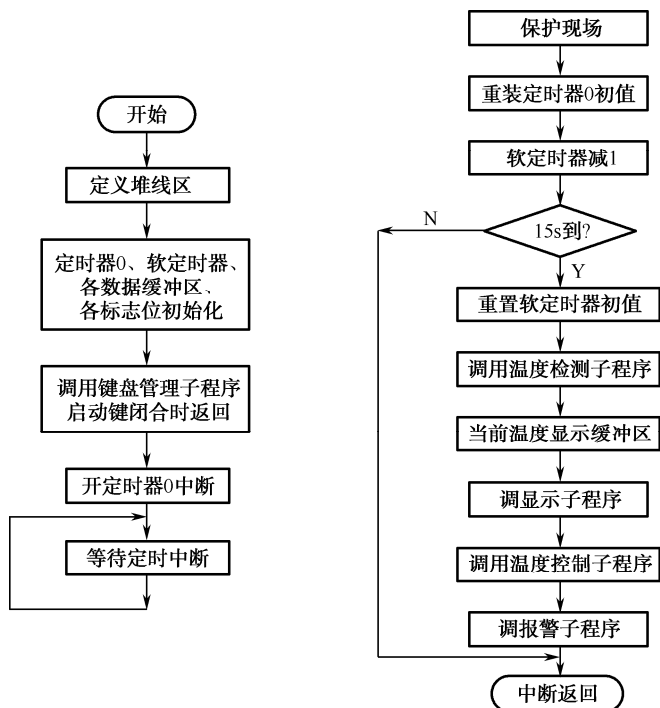 开始
定义堆线区
定时器0、软定时器、
各数据缓冲区、
各标志位初始化
调用键盘管理子程序
启动键闭合时返回
开定时器0中断
等待定时中断
保护现场
重装定时器0初值
软定时器减1
15s到?
N
Y
重置软定时器初值
调用温度检测子程序
当前温度显示缓冲区
调显示子程序
调用温度控制子程序
调报警子程序
中断返回